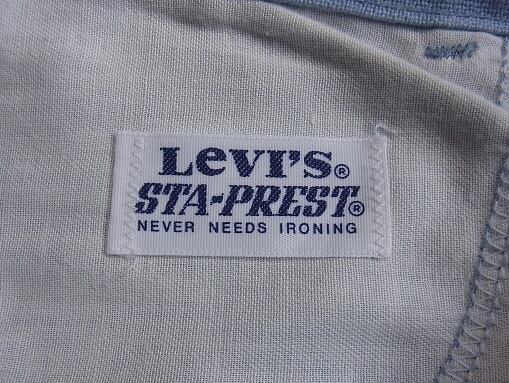 LEVI'S®
STA-PREST®
NEVER NEEDS IRONING